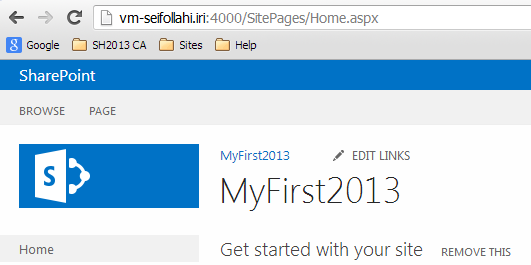 vm-seifollahi.iri:4000/SitePages/Home.aspx
Google SH2013 CA Sites Help
SharePoint
BROWSE PAGE
S
MyFirst2013 EDIT LINKS
MyFirst2013
Home
Get started with your site REMOVE THIS